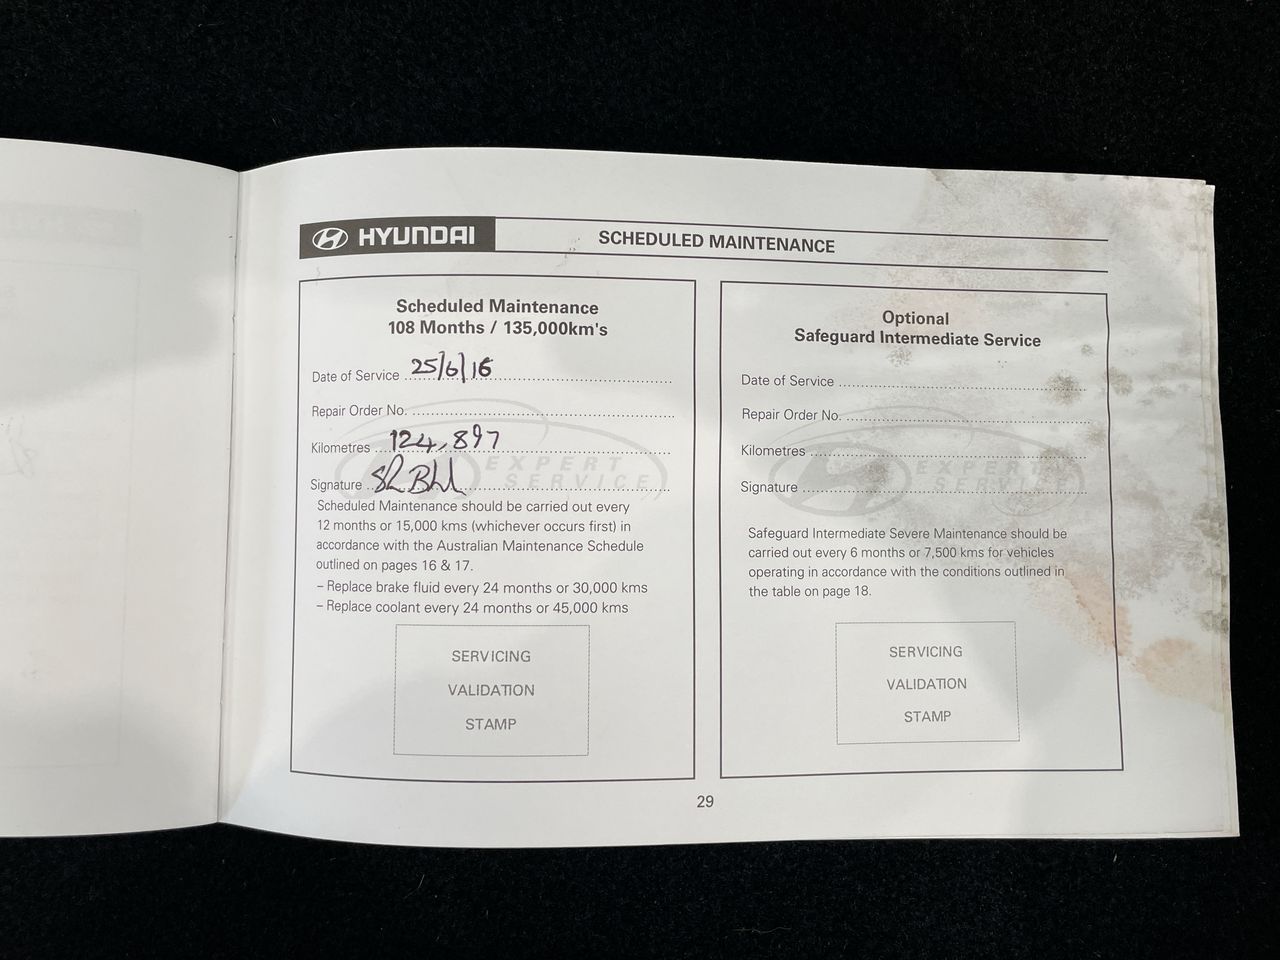 HYUNDAI
SCHEDULED MAINTENANCE
Scheduled Maintenance
108 Months / 135,000km's
Date of Service 25/6/16
Repair Order No.
Kilometres 124,897
Signature
EXPERT
SERVICE
Scheduled Maintenance should be carried out every
12 months or 15,000 kms (whichever occurs first) in
accordance with the Australian Maintenance Schedule
outlined on pages 16 & 17.
– Replace brake fluid every 24 months or 30,000 kms
– Replace coolant every 24 months or 45,000 kms
SERVICING
VALIDATION
STAMP
Optional
Safeguard Intermediate Service
Date of Service
Repair Order No.
Kilometres
Signature
EXPERT
SERVICE
Safeguard Intermediate Severe Maintenance should be
carried out every 6 months or 7,500 kms for vehicles
operating in accordance with the conditions outlined in
the table on page 18.
SERVICING
VALIDATION
STAMP
29